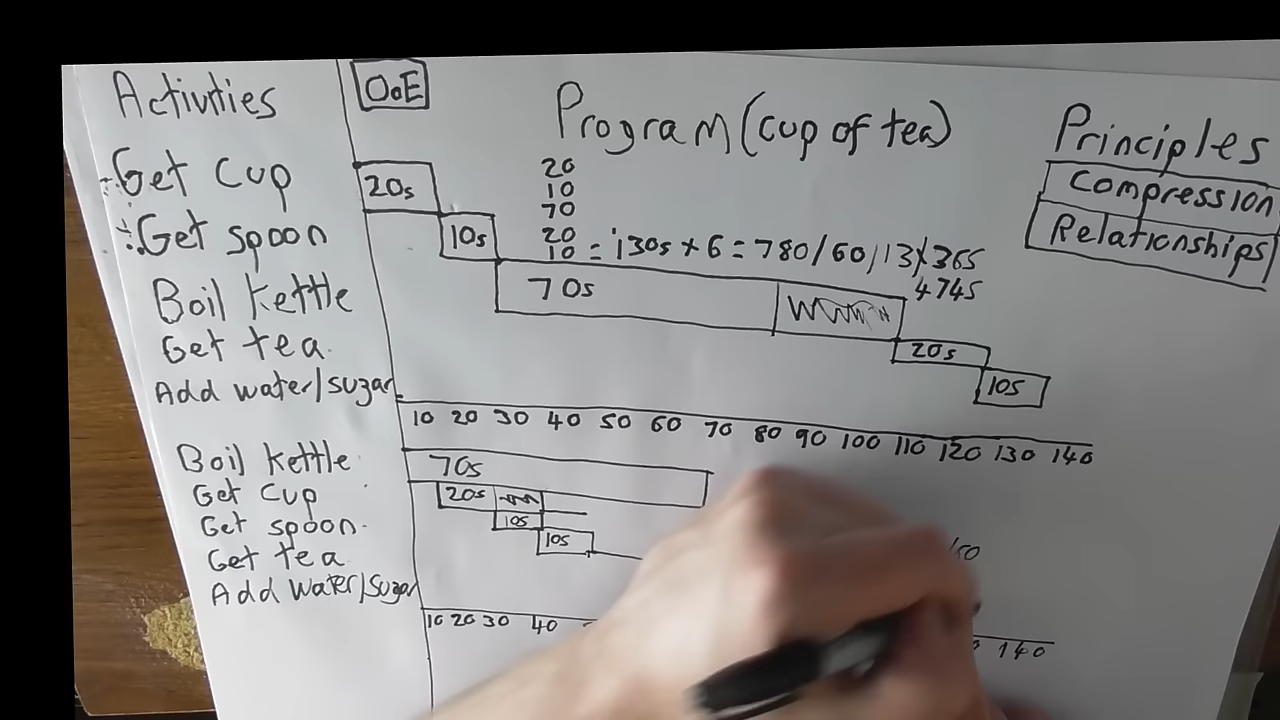 Activities
OoE
Program (cup of tea)
Principles
Compression
Relationships
Get Cup
20s
20
10
70
20
10 = 130s × 6 = 780/60, 13 x 365
4745
Get spoon
10s
Boil Kettle
70s
Get tea
20s
Add water/sugar
10s
10 20 30 40 50 60 70 80 90 100 110 120 130 140
Boil Kettle
70s
Get Cup
20s
Get spoon
10s
Get tea
10s
Add water/Sugar
10 20 30 40
140